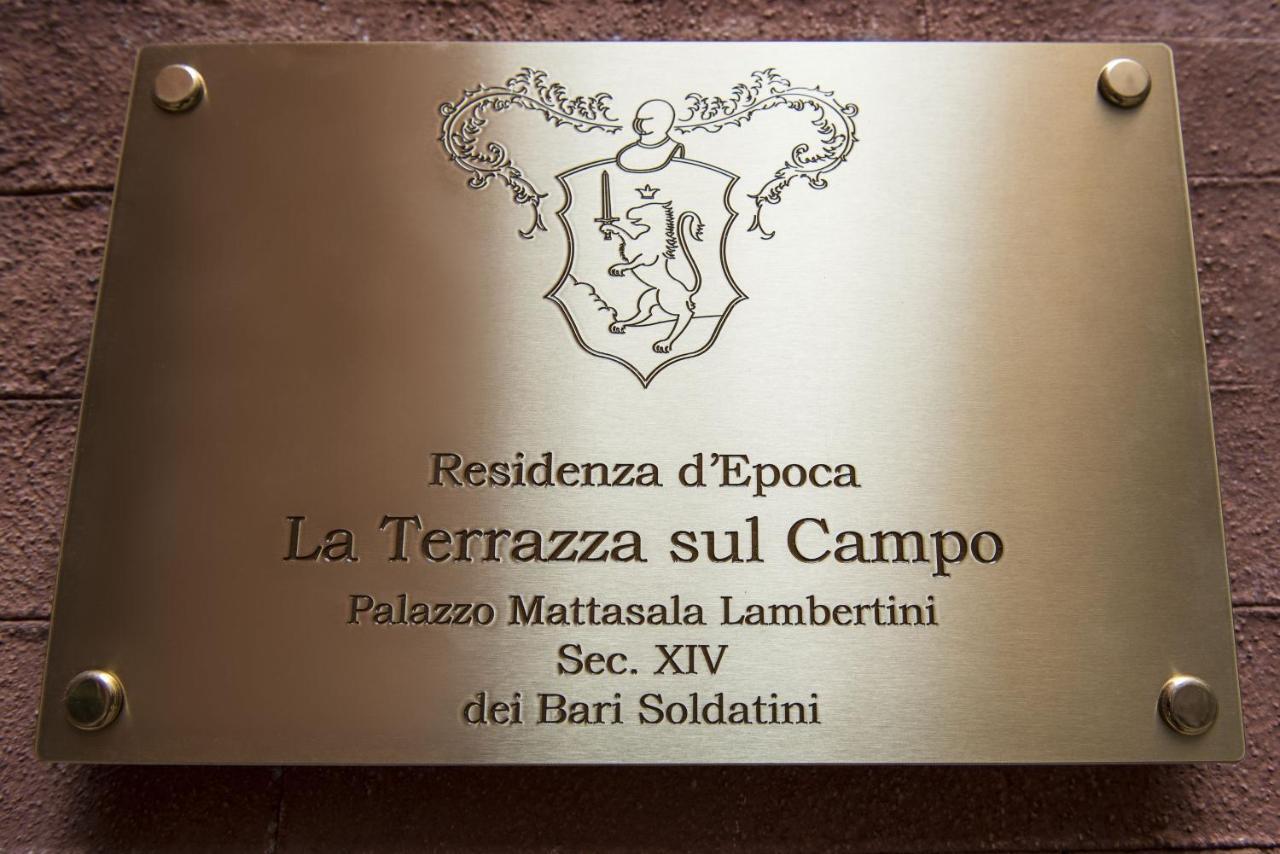 Residenza d'Epoca
La Terrazza sul Campo
Palazzo Mattasala Lambertini
Sec. XIV
dei Bari Soldatini